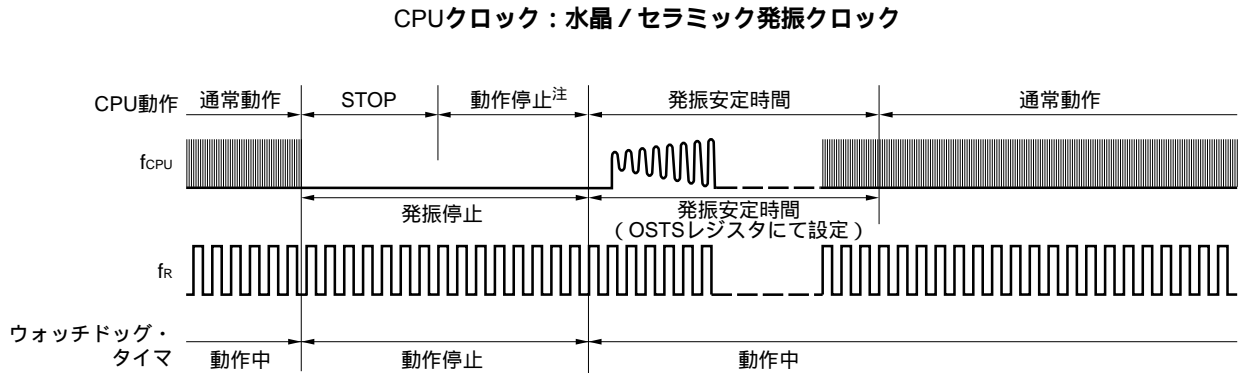 CPUクロック：水晶／セラミック発振クロック
CPU動作 通常動作 STOP 動作停止注 発振安定時間 通常動作
fCPU
発振停止 発振安定時間
（OSTSレジスタにて設定）
fR
ウォッチドッグ・
タイマ 動作中 動作停止 動作中